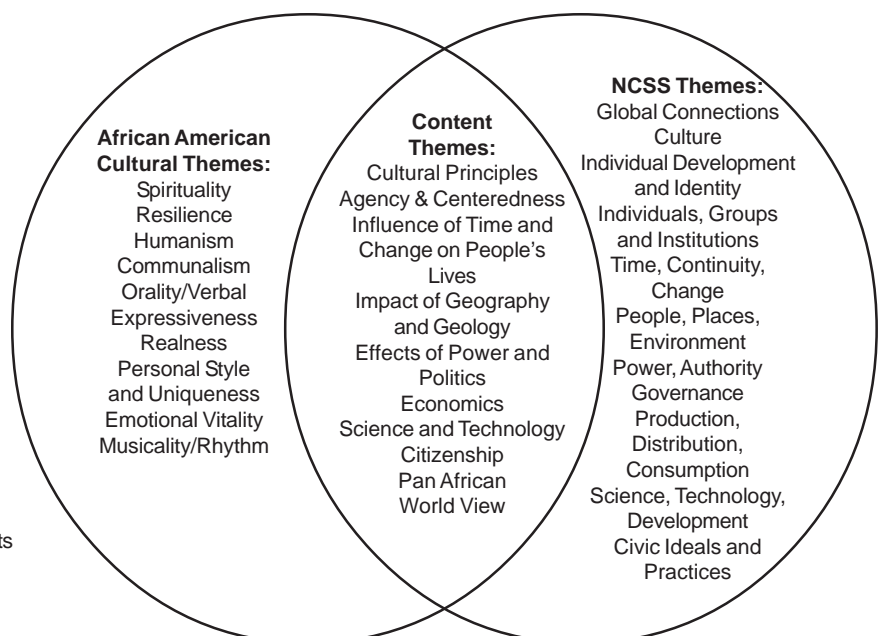 African American
Cultural Themes:
Spirituality
Resilience
Humanism
Communalism
Orality/Verbal
Expressiveness
Realness
Personal Style
and Uniqueness
Emotional Vitality
Musicality/Rhythm
ts
Content
Themes:
Cultural Principles
Agency & Centeredness
Influence of Time and
Change on People's
Lives
Impact of Geography
and Geology
Effects of Power and
Politics
Economics
Science and Technology
Citizenship
Pan African
World View
NCSS Themes:
Global Connections
Culture
Individual Development
and Identity
Individuals, Groups
and Institutions
Time, Continuity,
Change
People, Places,
Environment
Power, Authority
Governance
Production,
Distribution,
Consumption
Science, Technology,
Development
Civic Ideals and
Practices